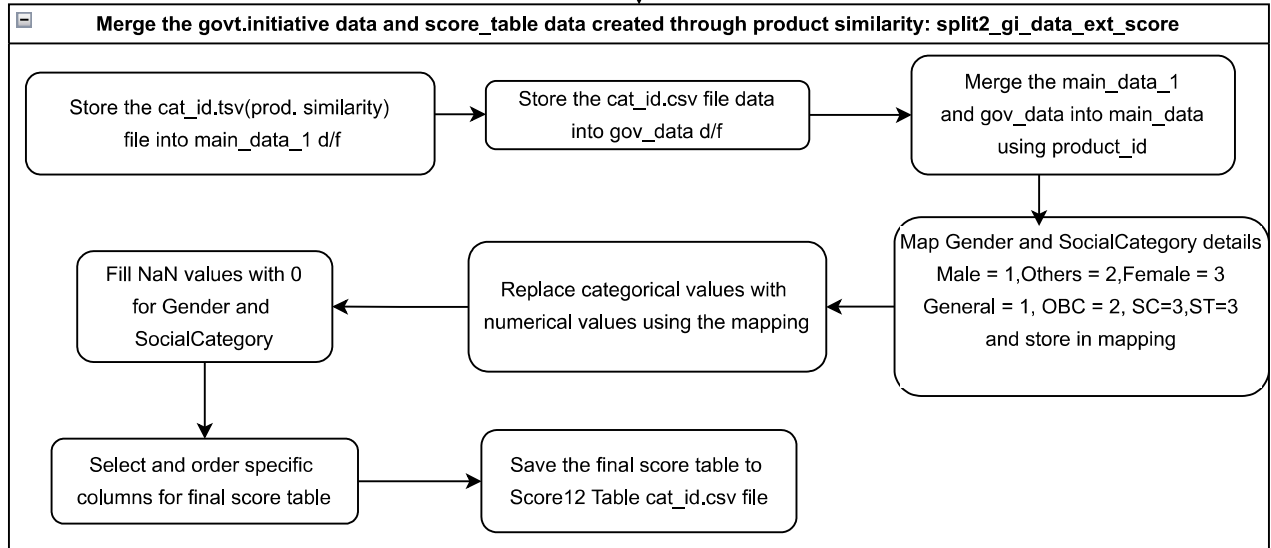 Merge the govt.initiative data and score_table data created through product similarity: split2_gi_data_ext_score
Store the cat_id.tsv(prod. similarity)
file into main_data_1 d/f
Store the cat_id.csv file data
into gov_data d/f
Merge the main_data_1
and gov_data into main_data
using product_id
Map Gender and SocialCategory details
Male = 1,Others = 2,Female = 3
General = 1, OBC = 2, SC=3,ST=3
and store in mapping
Replace categorical values with
numerical values using the mapping
Fill NaN values with 0
for Gender and
SocialCategory
Select and order specific
columns for final score table
Save the final score table to
Score12 Table cat_id.csv file